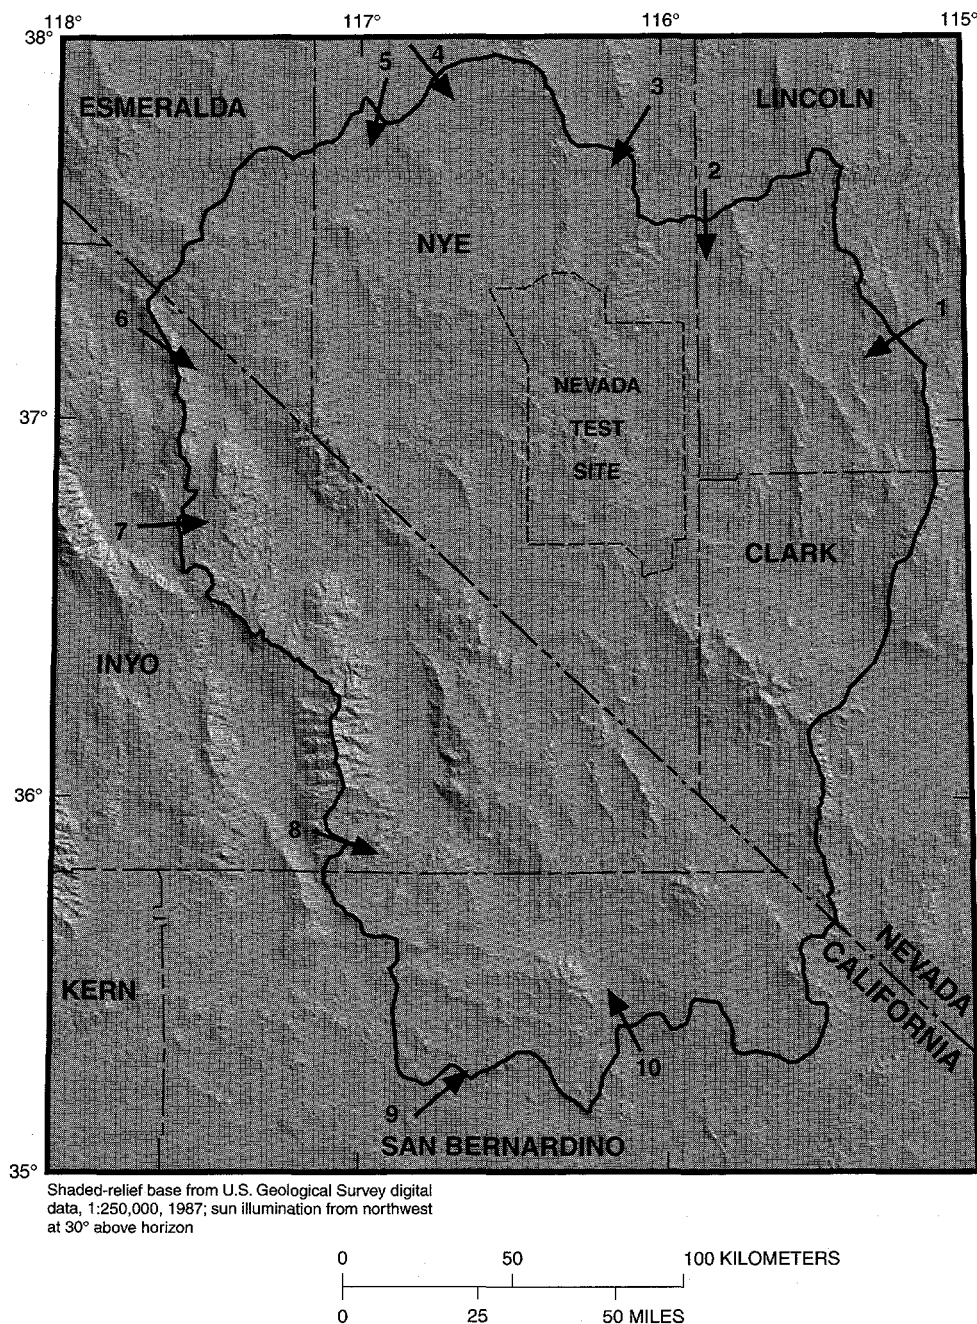 118° 117° 116° 115°
38°
5 4
3
ESMERALDA LINCOLN
2
NYE
1
6
NEVADA
37°
TEST
SITE
7
CLARK
INYO
36°
8
NEVADA
CALIFORNIA
KERN
10
9
SAN BERNARDINO
35°
Shaded-relief base from U.S. Geological Survey digital
data, 1:250,000, 1987; sun illumination from northwest
at 30° above horizon
0 50 100 KILOMETERS
0 25 50 MILES